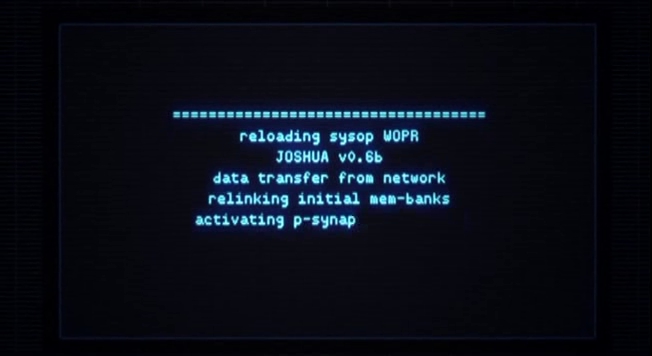 ===================================
reloading sysop WOPR
JOSHUA v0.6b
data transfer from network
relinking initial mem-banks
activating p-synap